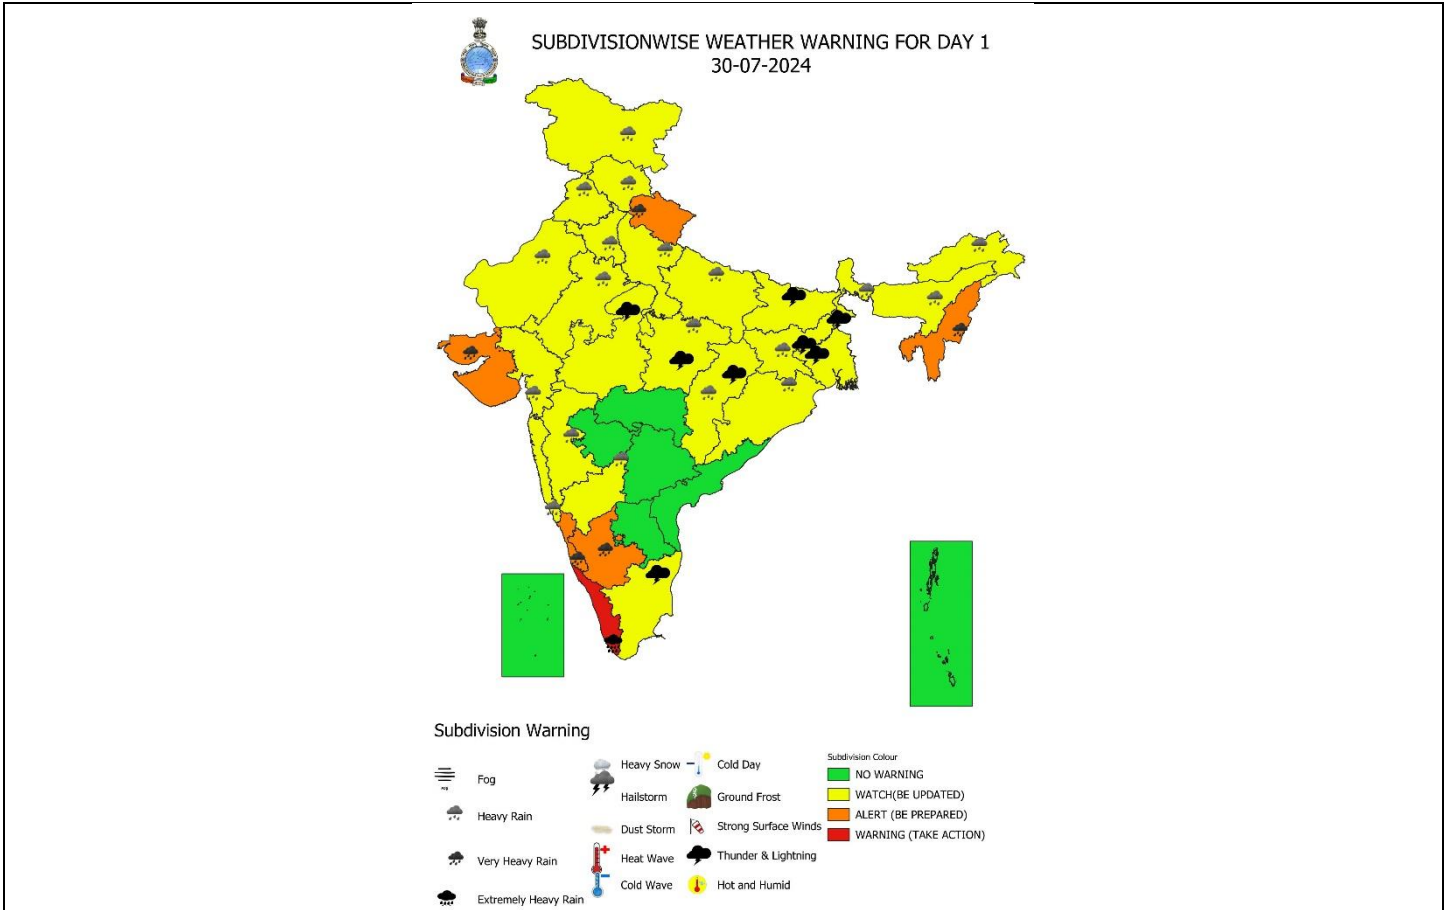 SUBDIVISIONWISE WEATHER WARNING FOR DAY 1
30-07-2024
Subdivision Warning
Fog
Heavy Rain
Very Heavy Rain
Extremely Heavy Rain
Heavy Snow
Hailstorm
Dust Storm
Heat Wave
Cold Wave
Cold Day
Ground Frost
Strong Surface Winds
Thunder & Lightning
Hot and Humid
Subdivision Colour
NO WARNING
WATCH(BE UPDATED)
ALERT (BE PREPARED)
WARNING (TAKE ACTION)